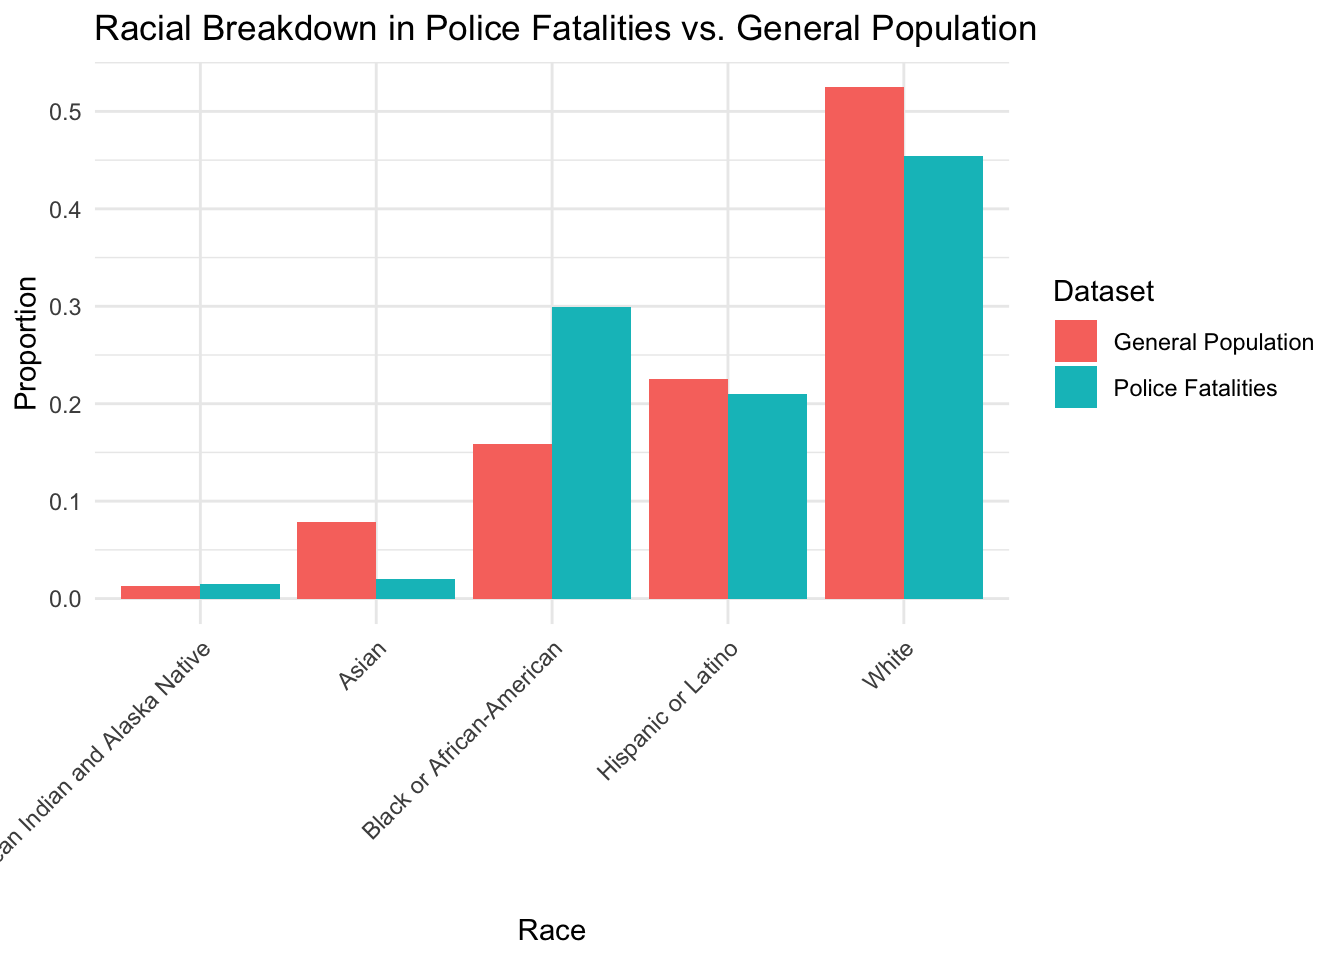 Racial Breakdown in Police Fatalities vs. General Population
Proportion
0.5
0.4
0.3
0.2
0.1
0.0
Indian and Alaska Native
Asian
Black or African-American
Hispanic or Latino
White
Race
Dataset
General Population
Police Fatalities